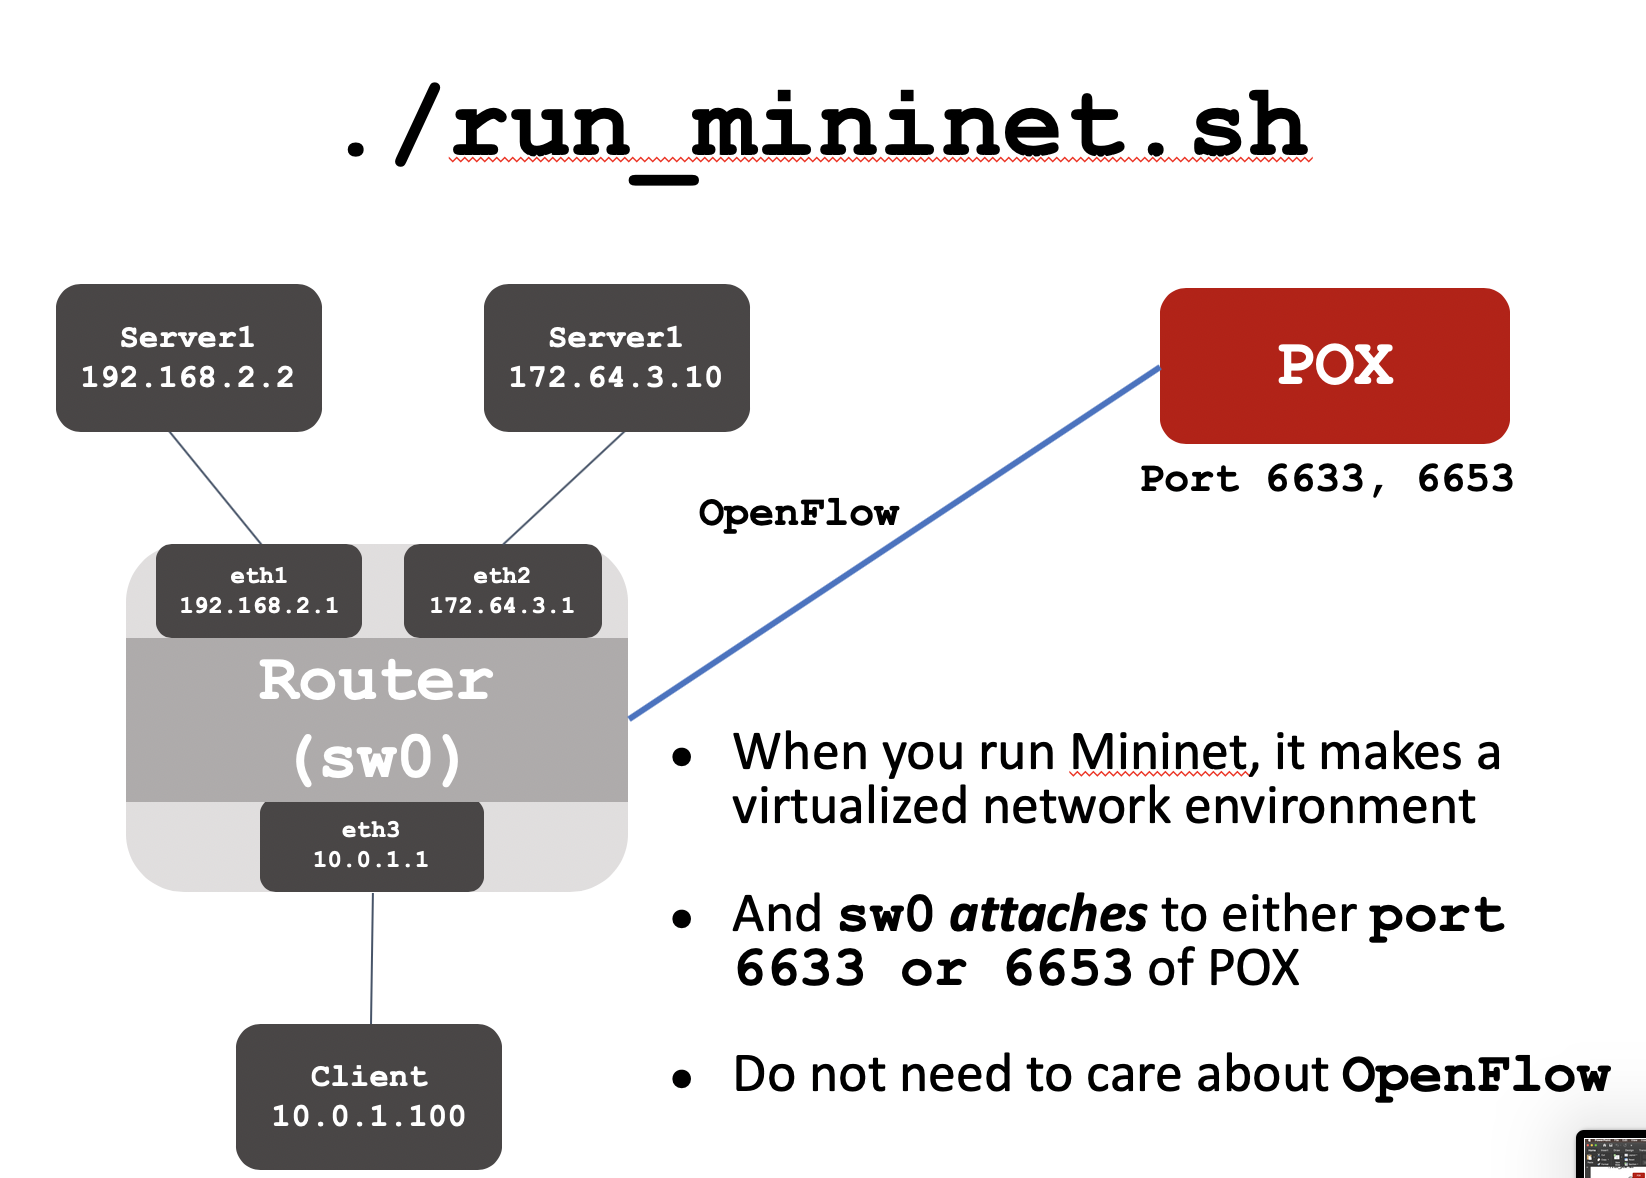 ./run_mininet.sh
Server1
192.168.2.2
Server1
172.64.3.10
POX
Port 6633, 6653
OpenFlow
eth1
192.168.2.1
eth2
172.64.3.1
Router
(sw0)
eth3
10.0.1.1
Client
10.0.1.100
• When you run Mininet, it makes a
virtualized network environment
• And sw0 attaches to either port
6633 or 6653 of POX
• Do not need to care about OpenFlow